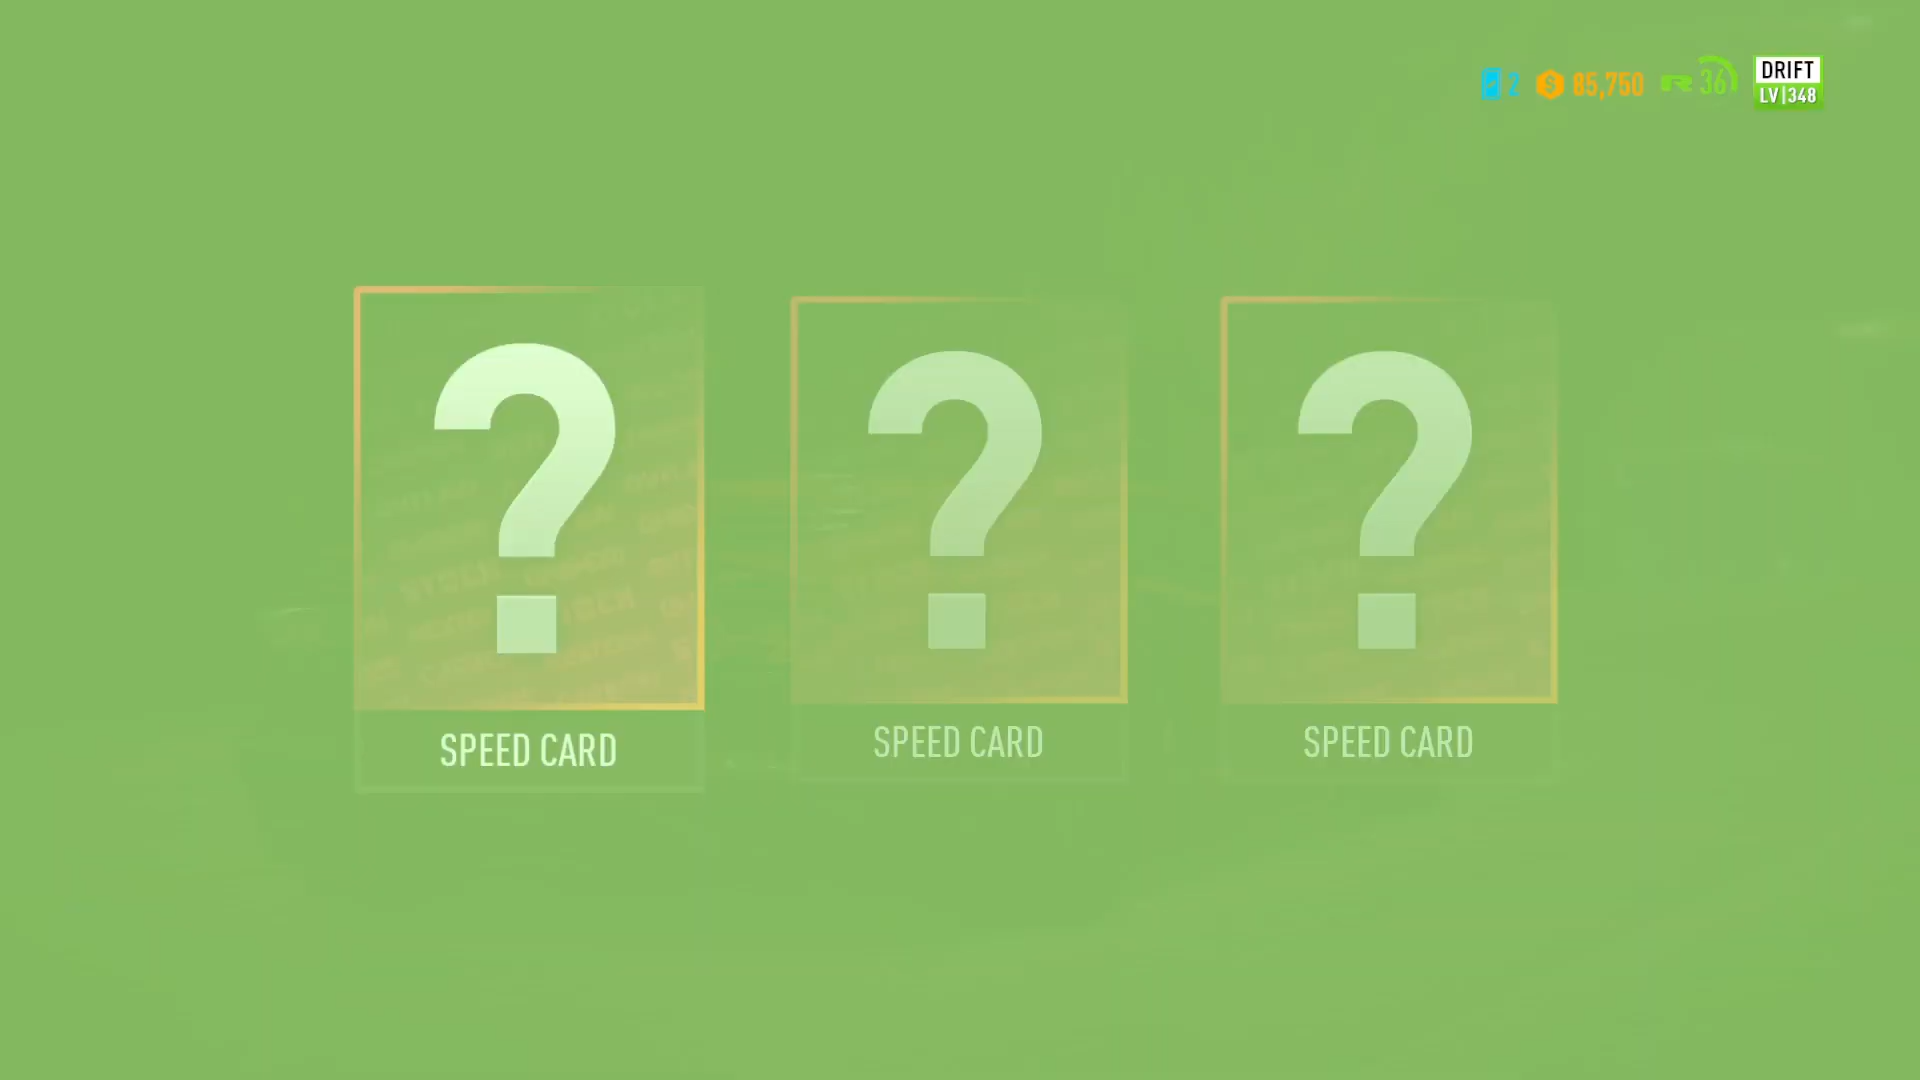 2
85,750
R 36
DRIFT
LV|348
?
?
?
SPEED CARD
SPEED CARD
SPEED CARD